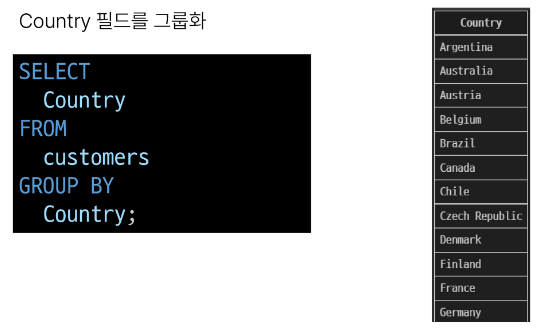 Country 필드를 그룹화
SELECT
Country
FROM
customers
GROUP BY
Country;
Country
Argentina
Australia
Austria
Belgium
Brazil
Canada
Chile
Czech Republic
Denmark
Finland
France
Germany